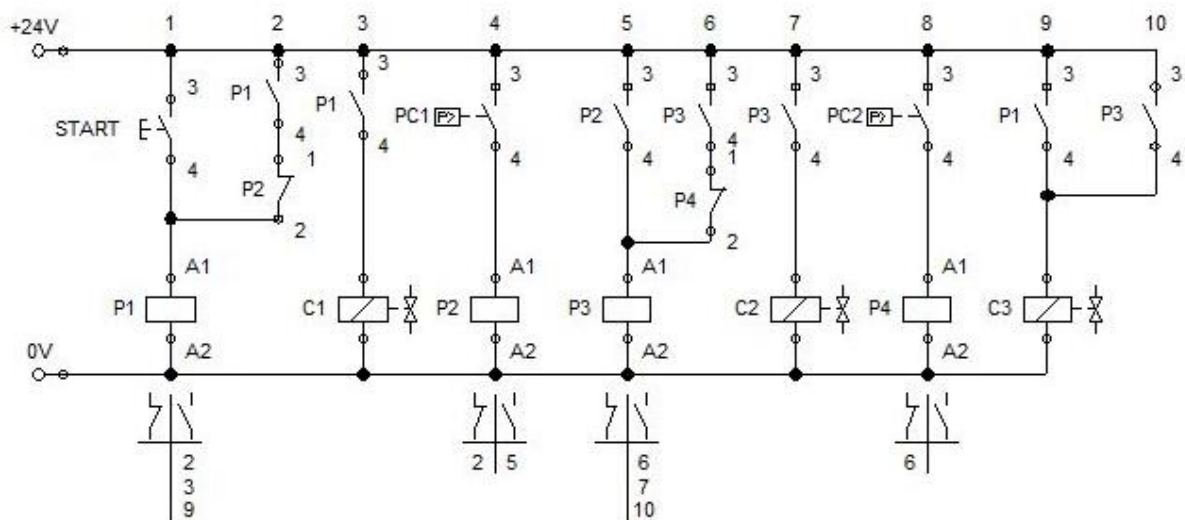 1 2 3 4 5 6 7 8 9 10
+24V
3 3 3 3 3 3 3 3 3 3
P1 P1 PC1 P> P2 P3 P3 PC2 P> P1 P3
START
4 4 4 4 4 4 4 4 4 4
1 1
P2 P4
2 2
A1 A1 A1 A1
P1 C1 P2 P3 C2 P4 C3
0V A2 A2 A2 A2
2 2 5 6 6
3 7
9 10